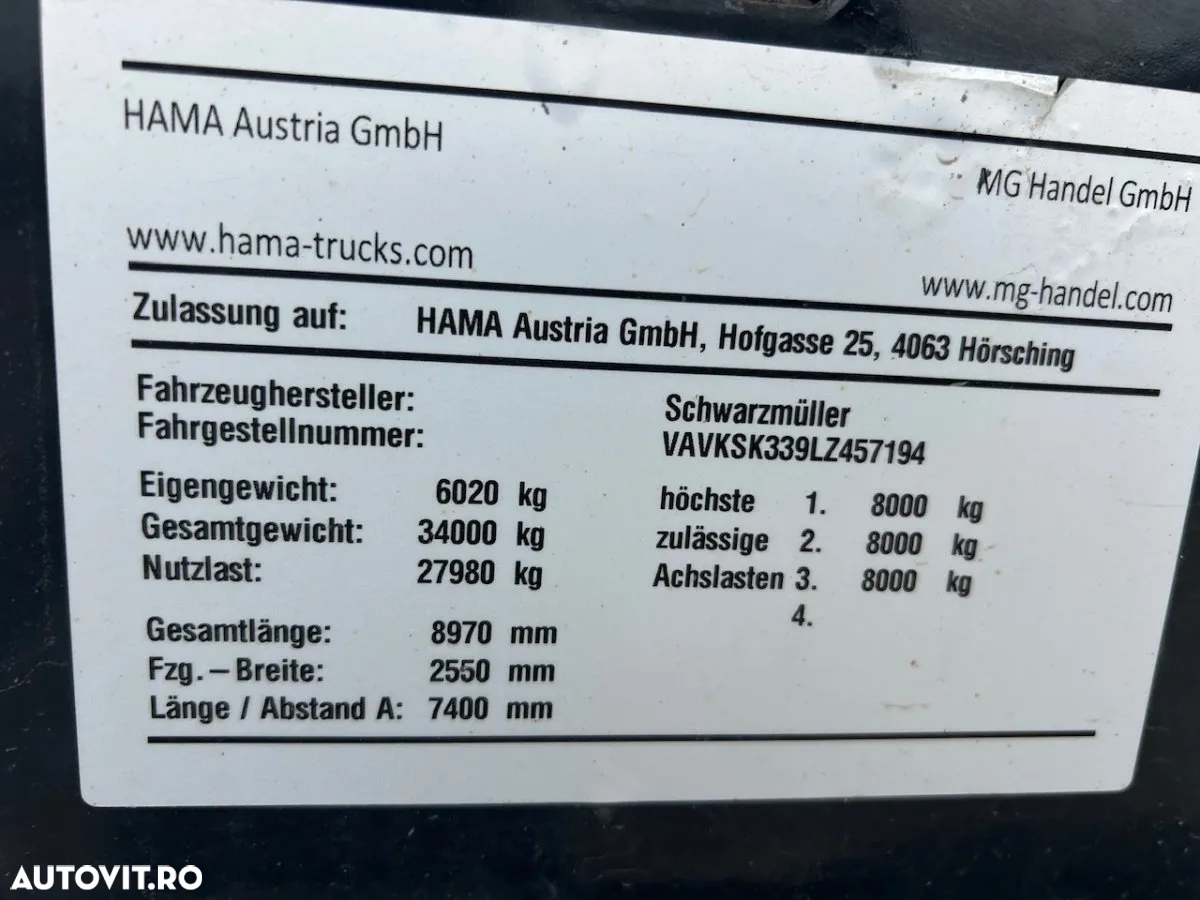 HAMA Austria GmbH
MG Handel GmbH
www.hama-trucks.com
www.mg-handel.com
Zulassung auf: HAMA Austria GmbH, Hofgasse 25, 4063 Hörsching
Fahrzeughersteller: Schwarzmüller
Fahrgestellnummer: VAVKSK339LZ457194
Eigengewicht: 6020 kg höchste 1. 8000 kg
Gesamtgewicht: 34000 kg zulässige 2. 8000 kg
Nutzlast: 27980 kg Achslasten 3. 8000 kg
4.
Gesamtlänge: 8970 mm
Fzg.-Breite: 2550 mm
Länge / Abstand A: 7400 mm
AUTOVIT.RO